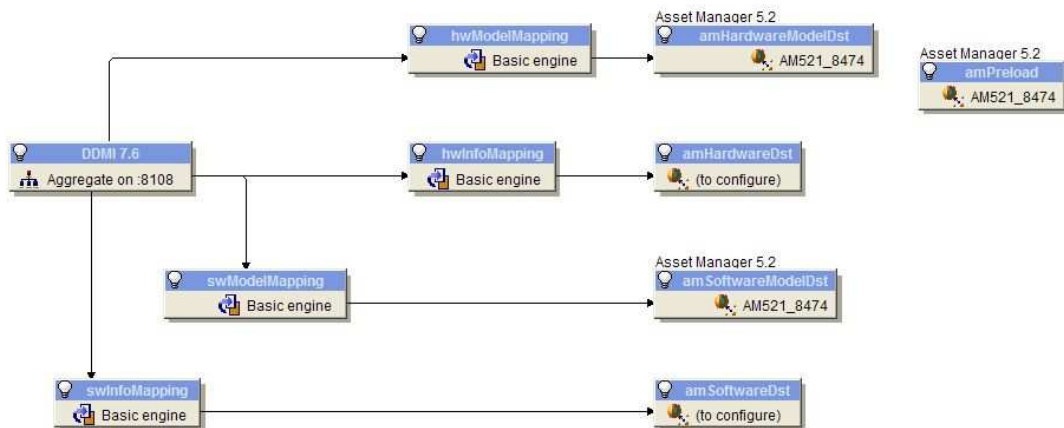 Asset Manager 5.2
hwModelMapping
Basic engine
amHardwareModelDst
AM521_8474
Asset Manager 5.2
amPreload
AM521_8474
DDMI 7.6
Aggregate on :8108
hwInfoMapping
Basic engine
amHardwareDst
(to configure)
Asset Manager 5.2
swModelMapping
Basic engine
amSoftwareModelDst
AM521_8474
swInfoMapping
Basic engine
amSoftwareDst
(to configure)